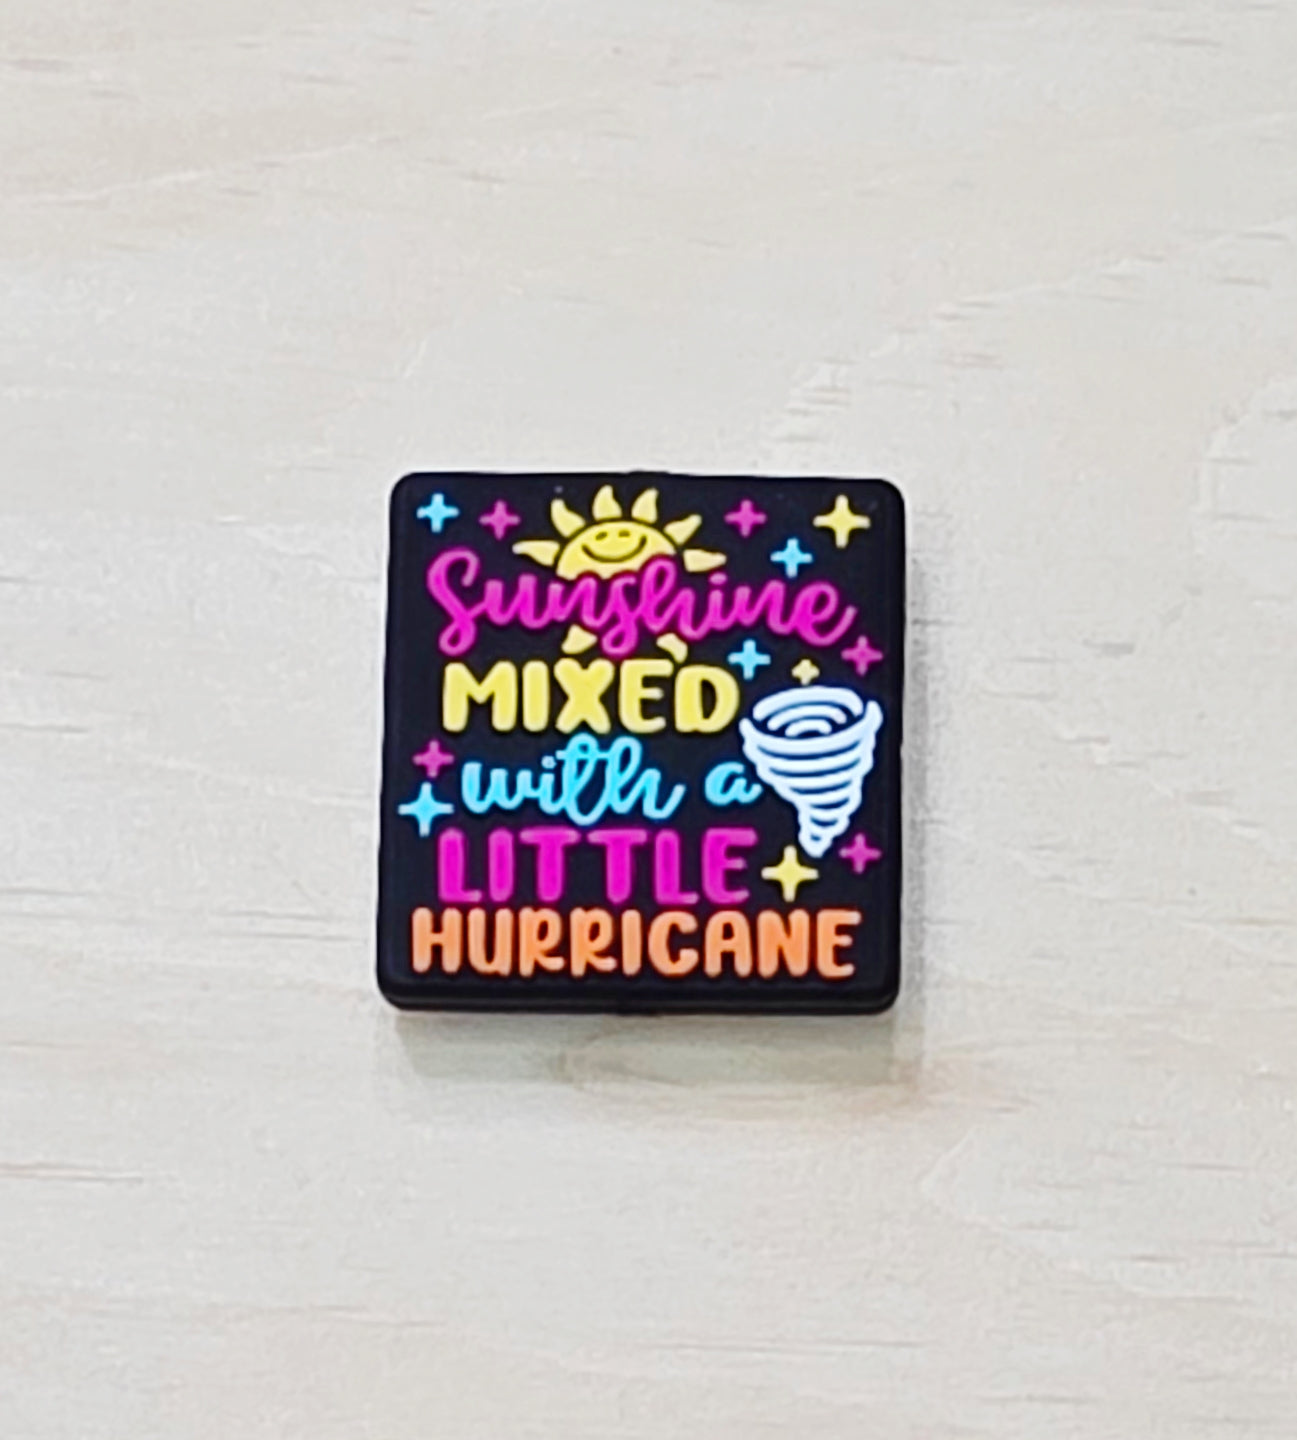 Sunshine
MIXED
with a
LITTLE
HURRICANE